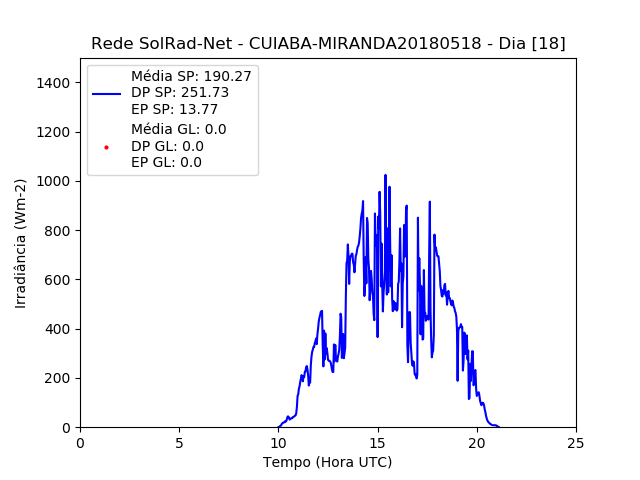 Rede SolRad-Net - CUIABA-MIRANDA20180518 - Dia [18]
Média SP: 190.27
DP SP: 251.73
EP SP: 13.77
Média GL: 0.0
DP GL: 0.0
EP GL: 0.0
1400
1200
1000
800
600
400
200
0
Irradiância (Wm-2)
0 5 10 15 20 25
Tempo (Hora UTC)